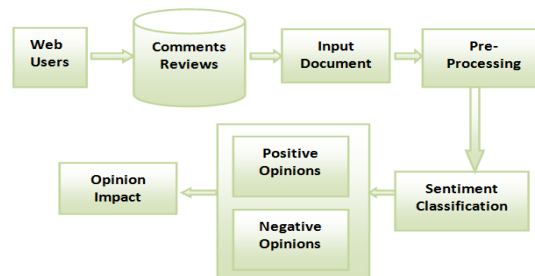 Web
Users
Comments
Reviews
Input
Document
Pre-
Processing
Sentiment
Classification
Positive
Opinions
Negative
Opinions
Opinion
Impact